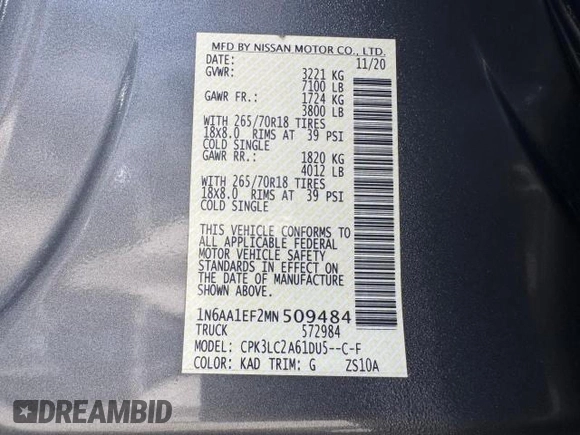 MFD BY NISSAN MOTOR CO., LTD.
11/20
GVWR: 3221 KG
7100 LB
GAWR FR.: 1724 KG
3800 LB
WITH 265/70R18 TIRES
18X8.0 RIMS AT 39 PSI
COLD SINGLE
GAWR RR.: 1820 KG
4012 LB
WITH 265/70R18 TIRES
18X8.0 RIMS AT 39 PSI
COLD SINGLE
THIS VEHICLE CONFORMS TO
ALL APPLICABLE FEDERAL
MOTOR VEHICLE SAFETY
STANDARDS IN EFFECT ON
THE DATE OF MANUFACTURE
SHOWN ABOVE.
1N6AA1EF2MN509484
TRUCK 572984
MODEL: CPK3LC2A61DU5--C-F
COLOR: KAD TRIM: G ZS10A
DREAMBID